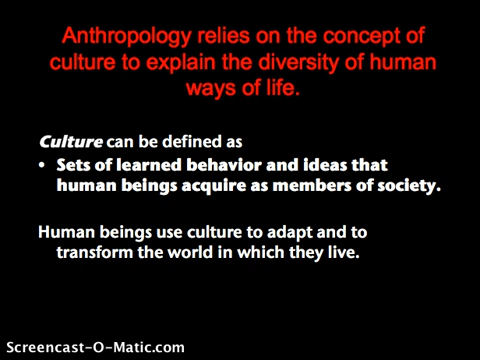 Anthropology relies on the concept of
culture to explain the diversity of human
ways of life.
Culture can be defined as
• Sets of learned behavior and ideas that
human beings acquire as members of society.
Human beings use culture to adapt and to
transform the world in which they live.
Screencast-O-Matic.com